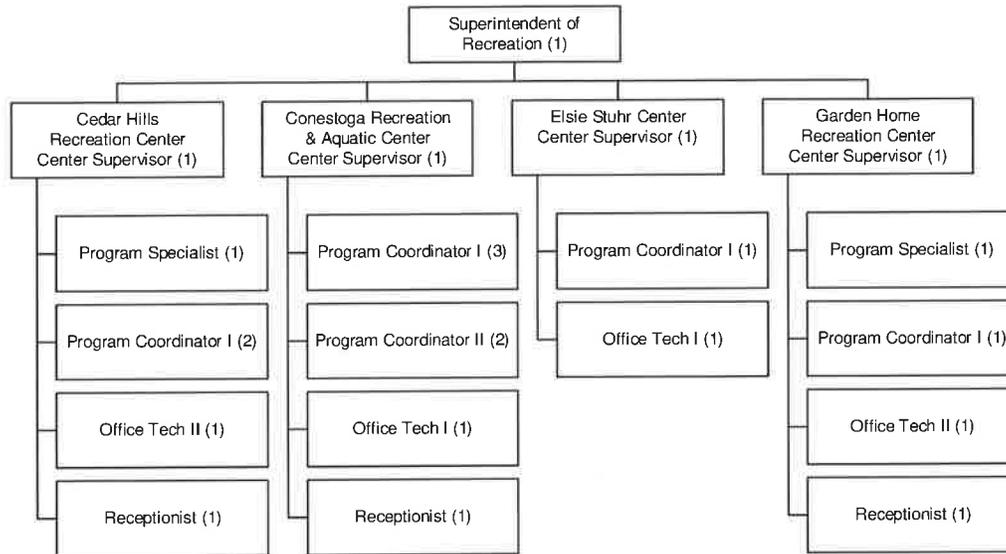 Superintendent of
Recreation (1)
Cedar Hills
Recreation Center
Center Supervisor (1)
Conestoga Recreation
& Aquatic Center
Center Supervisor (1)
Elsie Stuhr Center
Center Supervisor (1)
Garden Home
Recreation Center
Center Supervisor (1)
Program Specialist (1)
Program Coordinator I (2)
Office Tech II (1)
Receptionist (1)
Program Coordinator I (3)
Program Coordinator II (2)
Office Tech I (1)
Receptionist (1)
Program Coordinator I (1)
Office Tech I (1)
Program Specialist (1)
Program Coordinator I (1)
Office Tech II (1)
Receptionist (1)